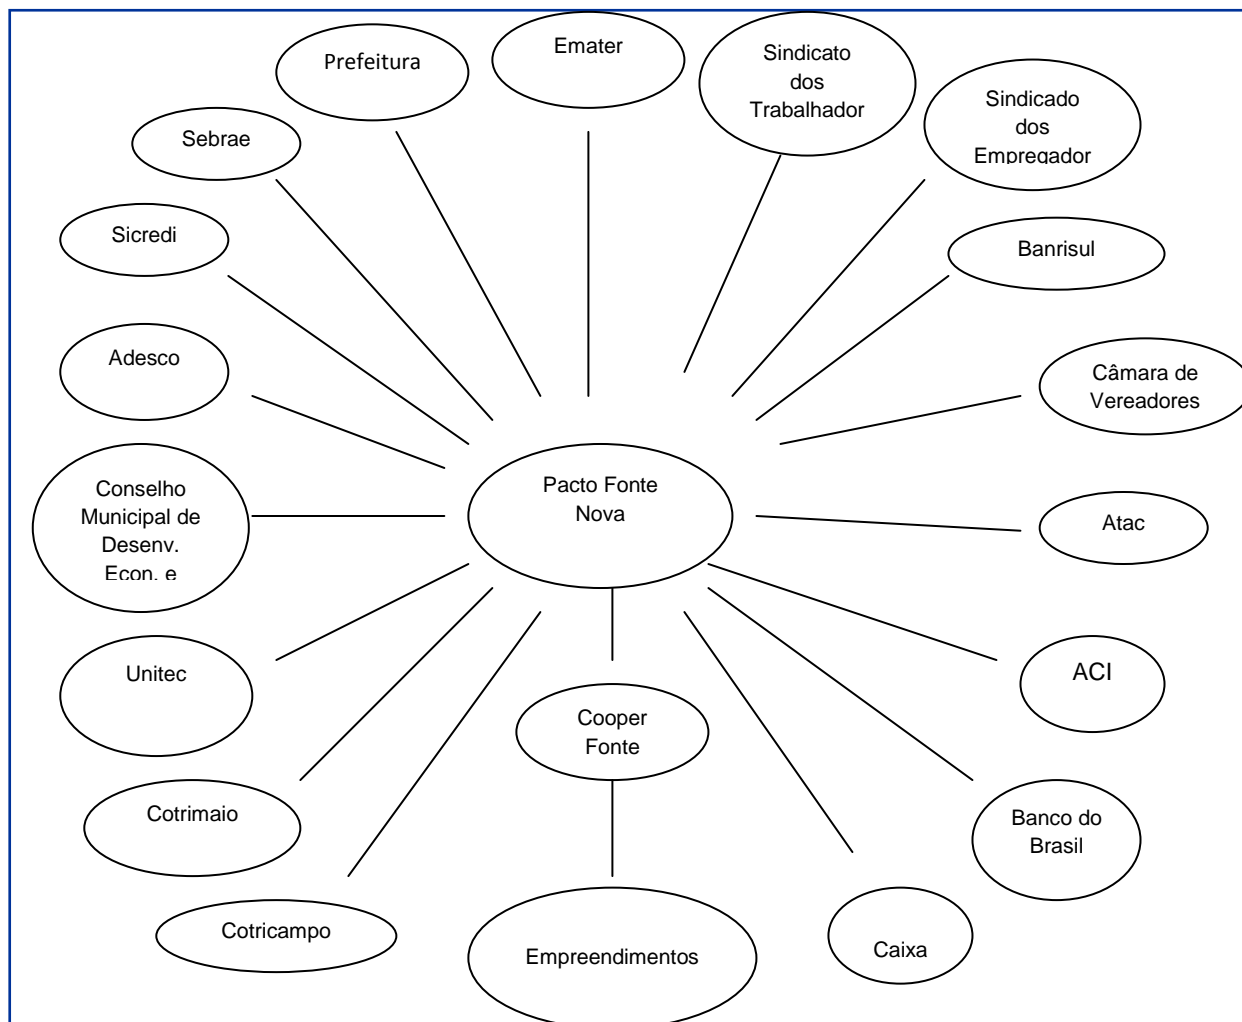 Prefeitura
Emater
Sindicato
dos
Trabalhador
Sindicado
dos
Empregador
Sebrae
Sicredi
Banrisul
Adesco
Câmara de
Vereadores
Conselho
Municipal de
Desenv.
Econ. e
Pacto Fonte
Nova
Atac
Unitec
ACI
Cooper
Fonte
Cotrimaio
Banco do
Brasil
Cotricampo
Empreendimentos
Caixa